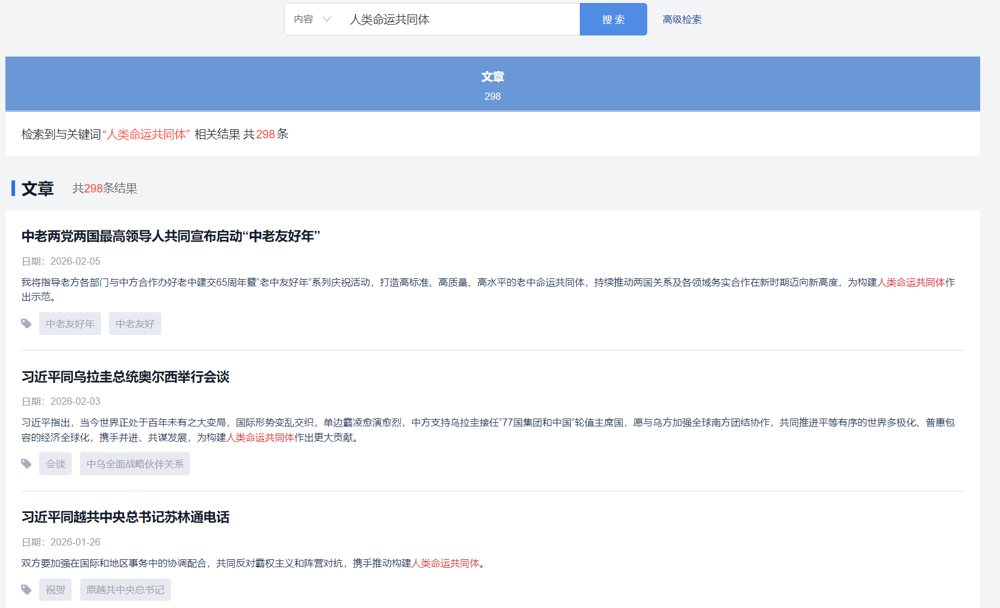 内容 人类命运共同体 搜 索 高级检索
文章
298
检索到与关键词“人类命运共同体” 相关结果 共298条
文章 共298条结果
中老两党两国最高领导人共同宣布启动“中老友好年”
日期：2026-02-05
我将指导老方各部门与中方合作办好老中建交65周年暨“老中友好年”系列庆祝活动，打造高标准、高质量、高水平的老中命运共同体，持续推动两国关系及各领域务实合作在新时期迈向新高度，为构建人类命运共同体作
出示范。
中老友好年 中老友好
习近平同乌拉圭总统奥尔西举行会谈
日期：2026-02-03
习近平指出，当今世界正处于百年未有之大变局，国际形势变乱交织，单边霸凌愈演愈烈，中方支持乌拉圭接任“77国集团和中国”轮值主席国，愿与乌方加强全球南方团结协作，共同推进平等有序的世界多极化、普惠包
容的经济全球化，携手并进、共谋发展，为构建人类命运共同体作出更大贡献。
会谈 中乌全面战略伙伴关系
习近平同越共中央总书记苏林通电话
日期：2026-01-26
双方要加强在国际和地区事务中的协调配合，共同反对霸权主义和阵营对抗，携手推动构建人类命运共同体。
祝贺 原越共中央总书记